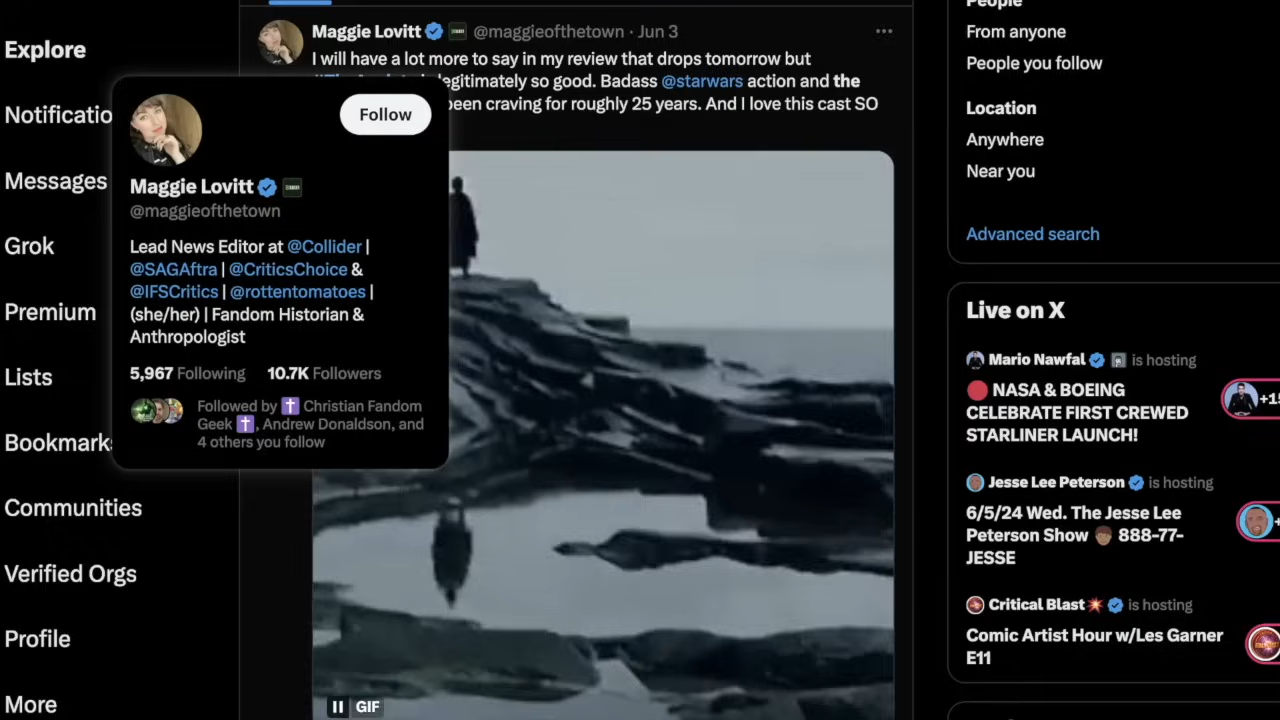 Explore
Notificatio
Messages
Grok
Premium
Lists
Bookmarks
Communities
Verified Orgs
Profile
More
Maggie Lovitt @maggieofthetown · Jun 3
I will have a lot more to say in my review that drops tomorrow but
legitimately so good. Badass @starwars action and the
been craving for roughly 25 years. And I love this cast SO
Follow
Maggie Lovitt
@maggieofthetown
Lead News Editor at @Collider |
@SAGAftra | @CriticsChoice &
@IFSCritics | @rottentomatoes |
(she/her) | Fandom Historian &
Anthropologist
5,967 Following 10.7K Followers
Followed by ✝️ Christian Fandom
Geek ✝️, Andrew Donaldson, and
4 others you follow
GIF
People
From anyone
People you follow
Location
Anywhere
Near you
Advanced search
Live on X
Mario Nawfal is hosting
🔴 NASA & BOEING
CELEBRATE FIRST CREWED
STARLINER LAUNCH!
+15
Jesse Lee Peterson is hosting
6/5/24 Wed. The Jesse Lee
Peterson Show 👨🏽 888-77-
JESSE
Critical Blast💥 is hosting
Comic Artist Hour w/Les Garner
E11